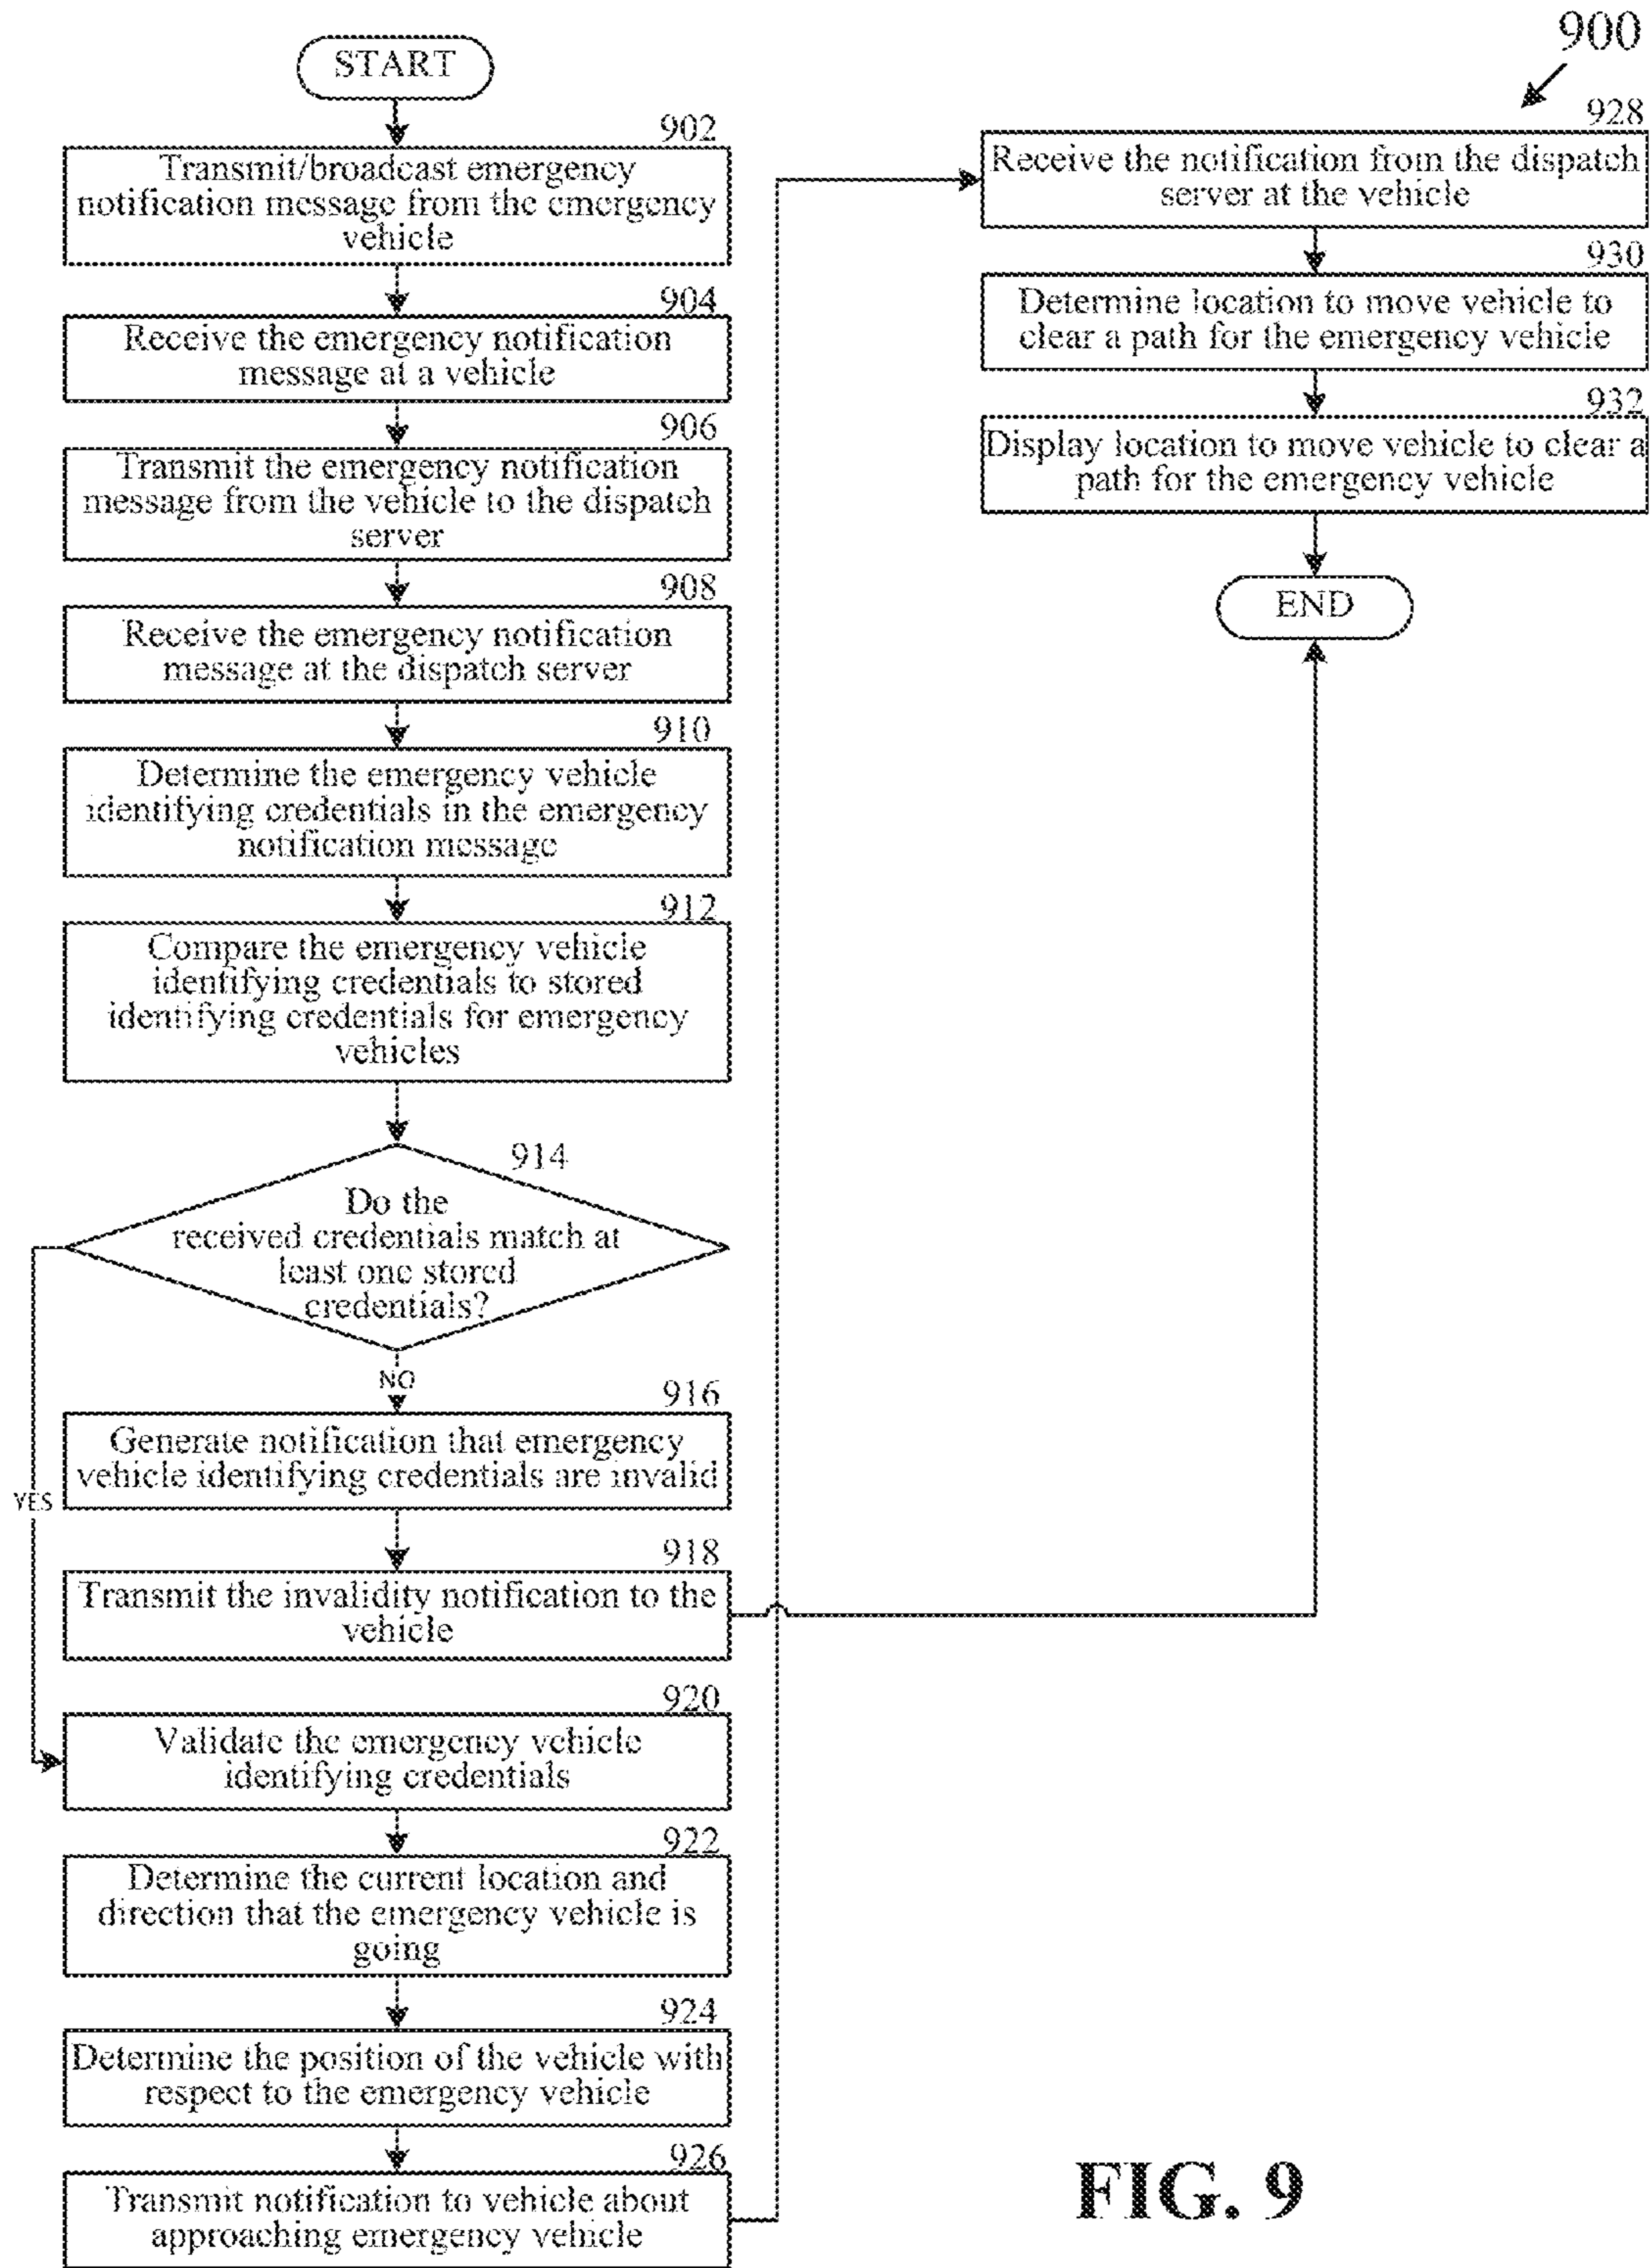 START
902
Transmit/broadcast emergency
notification message from the emergency
vehicle
904
Receive the emergency notification
message at a vehicle
906
Transmit the emergency notification
message from the vehicle to the dispatch
server
908
Receive the emergency notification
message at the dispatch server
910
Determine the emergency vehicle
identifying credentials in the emergency
notification message
912
Compare the emergency vehicle
identifying credentials to stored
identifying credentials for emergency
vehicles
914
Do the
received credentials match at
least one stored
credentials?
NO
YES
916
Generate notification that emergency
vehicle identifying credentials are invalid
918
Transmit the invalidity notification to the
vehicle
920
Validate the emergency vehicle
identifying credentials
922
Determine the current location and
direction that the emergency vehicle is
going
924
Determine the position of the vehicle with
respect to the emergency vehicle
926
Transmit notification to vehicle about
approaching emergency vehicle
900
928
Receive the notification from the dispatch
server at the vehicle
930
Determine location to move vehicle to
clear a path for the emergency vehicle
932
Display location to move vehicle to clear a
path for the emergency vehicle
END
FIG. 9